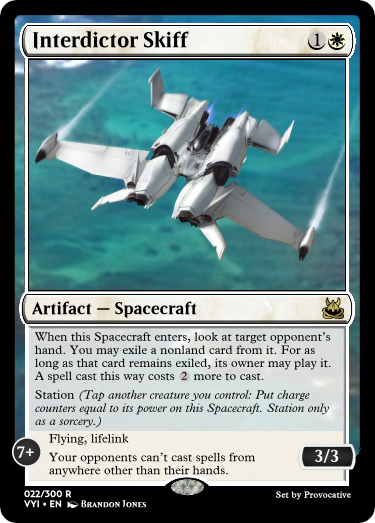 Interdictor Skiff 1
Artifact — Spacecraft
When this Spacecraft enters, look at target opponent's
hand. You may exile a nonland card from it. For as
long as that card remains exiled, its owner may play it.
A spell cast this way costs 2 more to cast.
Station (Tap another creature you control: Put charge
counters equal to its power on this Spacecraft. Station only
as a sorcery.)
7+
Flying, lifelink
Your opponents can't cast spells from
anywhere other than their hands.
3/3
022/300 R
VYI • EN Brandon Jones
Set by Provocative